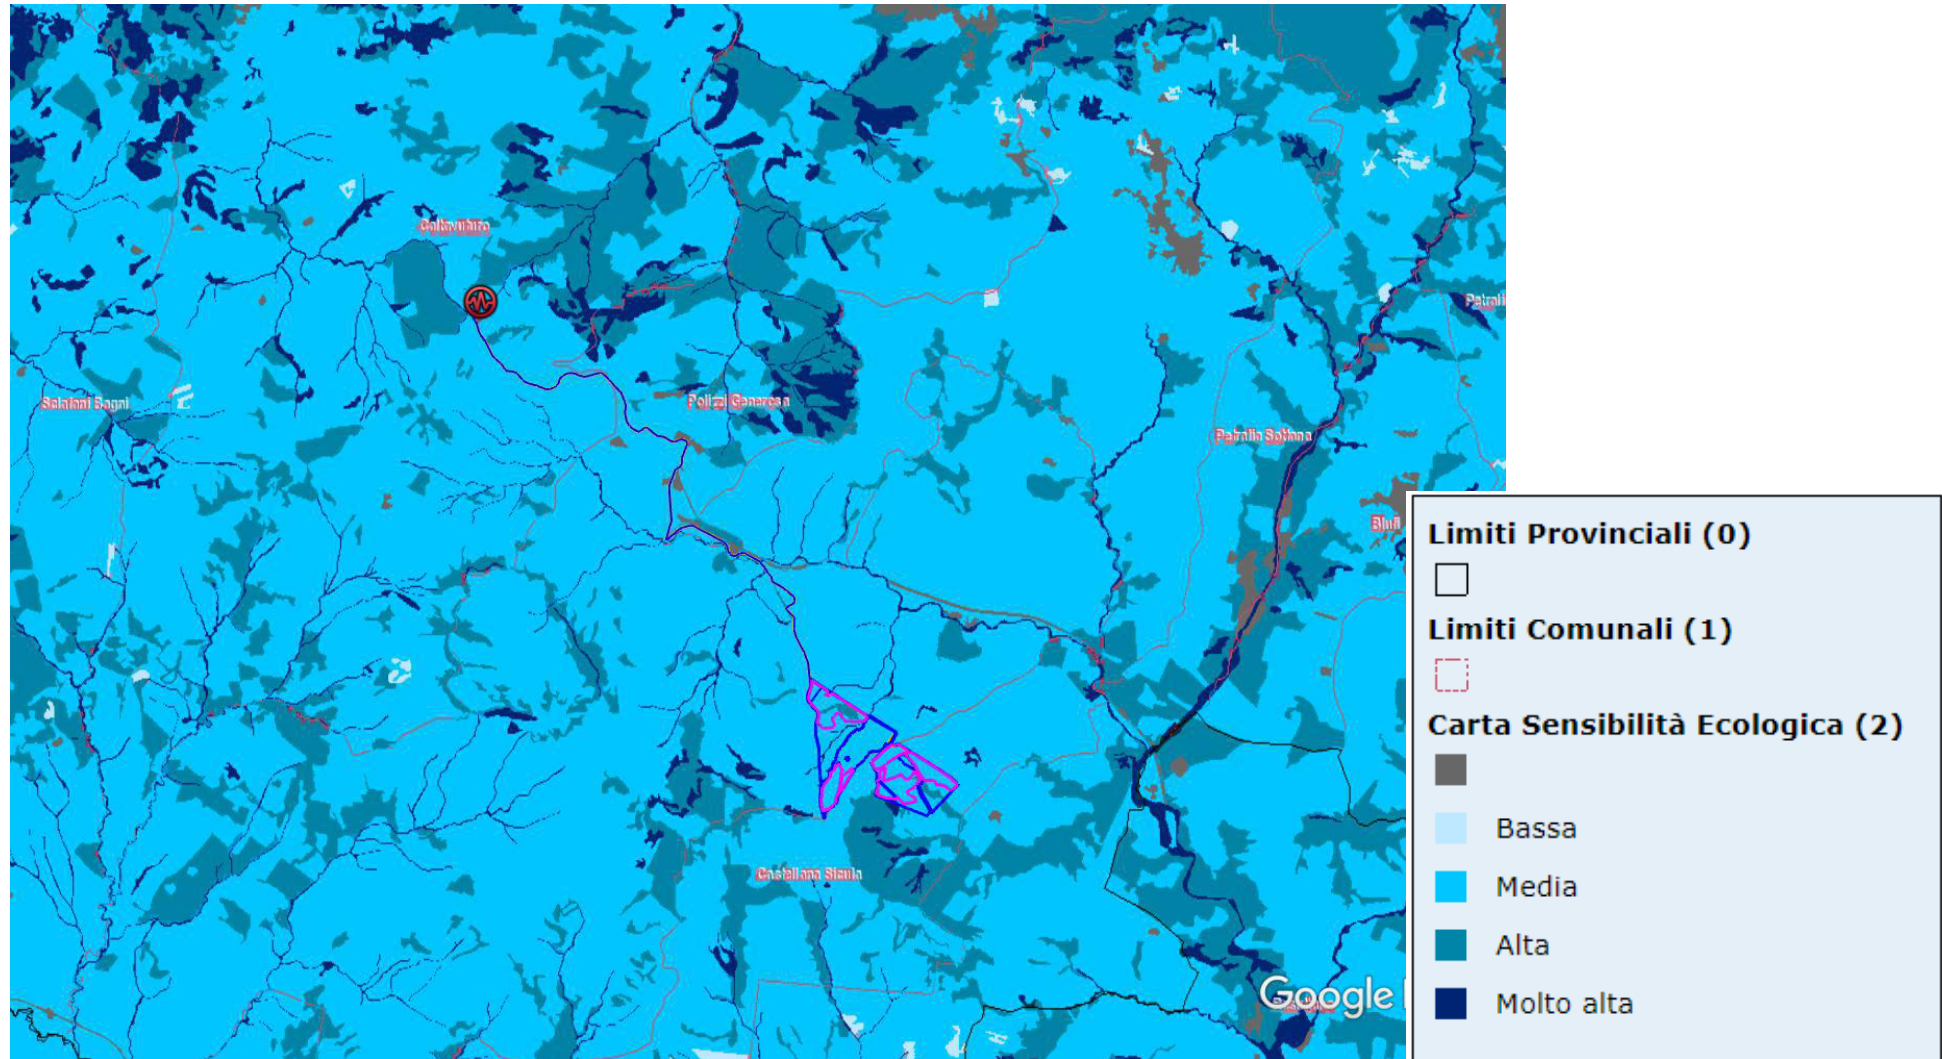 Caltavuturo
Petrali
Sclafani Bagni
Polizzi Generosa
Petralia Sottana
Blufi
Castellana Sicula
Google
Limiti Provinciali (0)
Limiti Comunali (1)
Carta Sensibilità Ecologica (2)
Bassa
Media
Alta
Molto alta